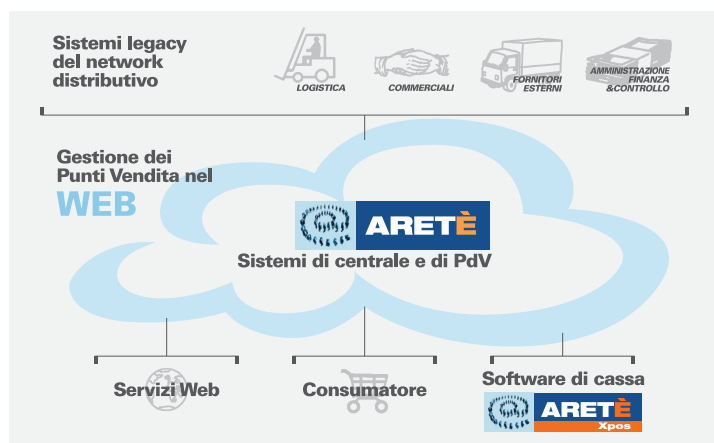 Sistemi legacy
del network
distributivo
LOGISTICA
COMMERCIALI
FORNITORI
ESTERNI
AMMINISTRAZIONE
FINANZA
&CONTROLLO
Gestione dei
Punti Vendita nel
WEB
ARETÈ
Sistemi di centrale e di PdV
Servizi Web
Consumatore
Software di cassa
ARETÈ
Xpos